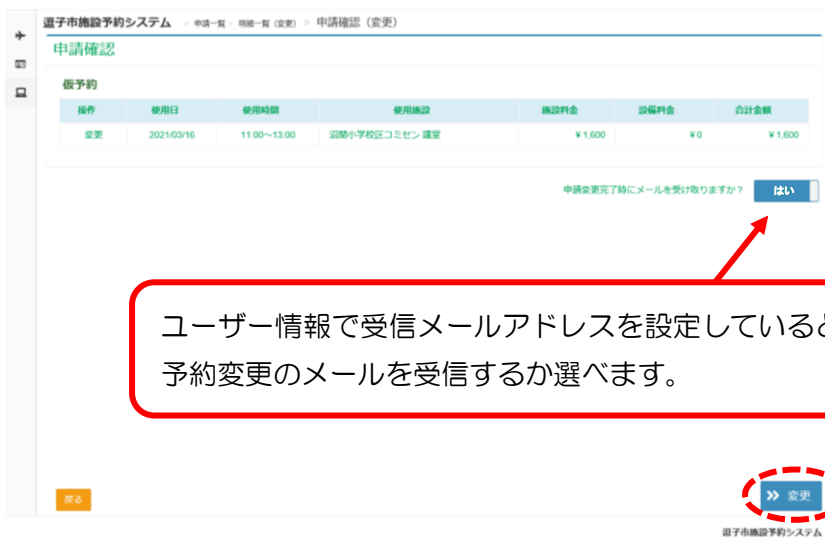 逗子市施設予約システム > 申請一覧 > 明細一覧（変更） > 申請確認（変更）
申請確認
仮予約
操作 使用日 使用時間 使用施設 施設料金 設備料金 合計金額
変更 2021/03/16 11:00～13:00 沼間小学校区コミセン 講堂 ¥1,600 ¥0 ¥1,600
申請変更完了時にメールを受け取りますか？ はい
ユーザー情報で受信メールアドレスを設定していると
予約変更のメールを受信するか選べます。
戻る
変更
逗子市施設予約システム